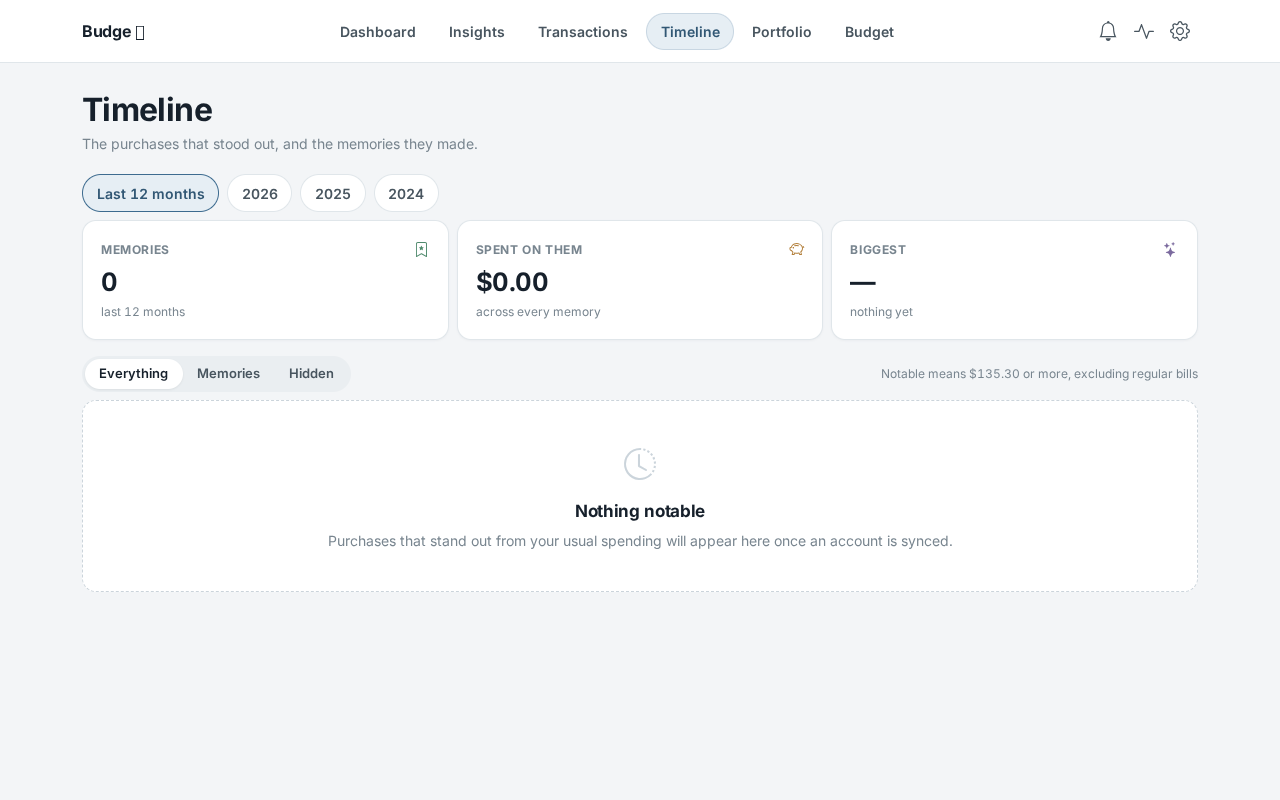 Budge
Dashboard
Insights
Transactions
Timeline
Portfolio
Budget
Timeline
The purchases that stood out, and the memories they made.
Last 12 months
2026
2025
2024
MEMORIES
0
last 12 months
SPENT ON THEM
$0.00
across every memory
BIGGEST
—
nothing yet
Everything
Memories
Hidden
Notable means $135.30 or more, excluding regular bills
Nothing notable
Purchases that stand out from your usual spending will appear here once an account is synced.